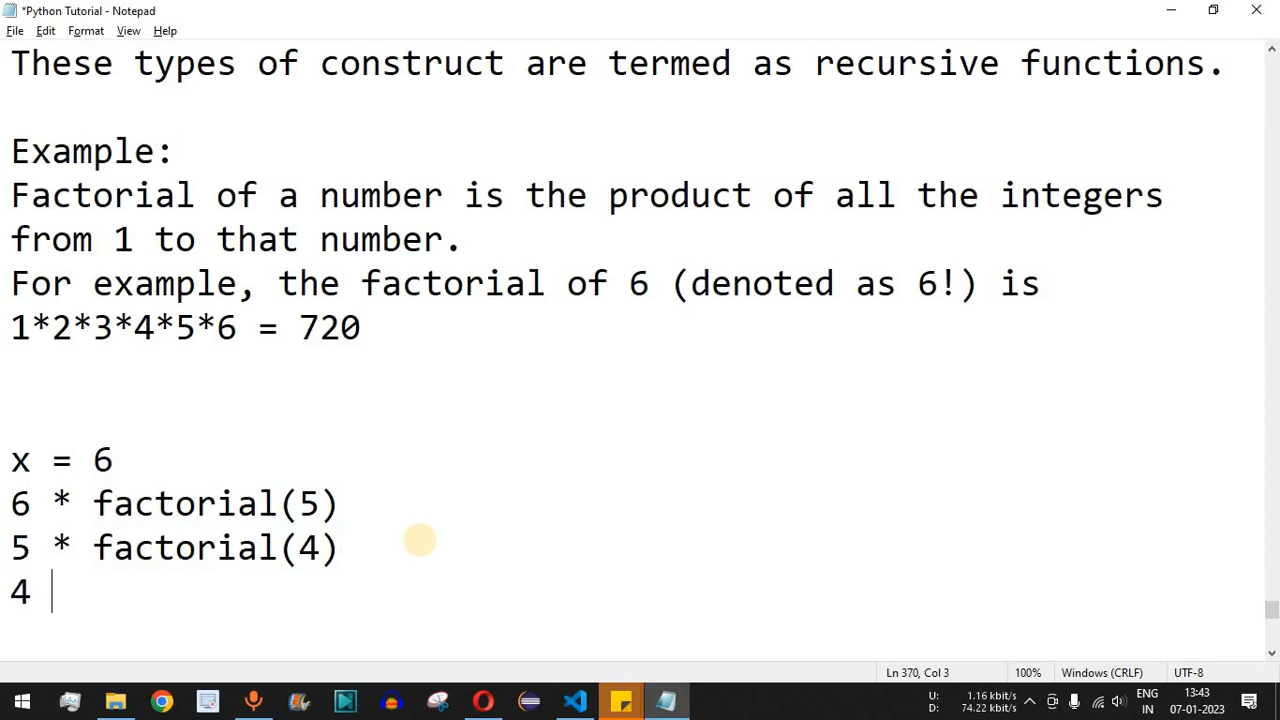 *Python Tutorial - Notepad
File Edit Format View Help
These types of construct are termed as recursive functions.
Example:
Factorial of a number is the product of all the integers
from 1 to that number.
For example, the factorial of 6 (denoted as 6!) is
1*2*3*4*5*6 = 720
x = 6
6 * factorial(5)
5 * factorial(4)
4
Ln 370, Col 3 100% Windows (CRLF) UTF-8
U: 1.16 kbit/s
D: 74.22 kbit/s
ENG
IN
13:43
07-01-2023